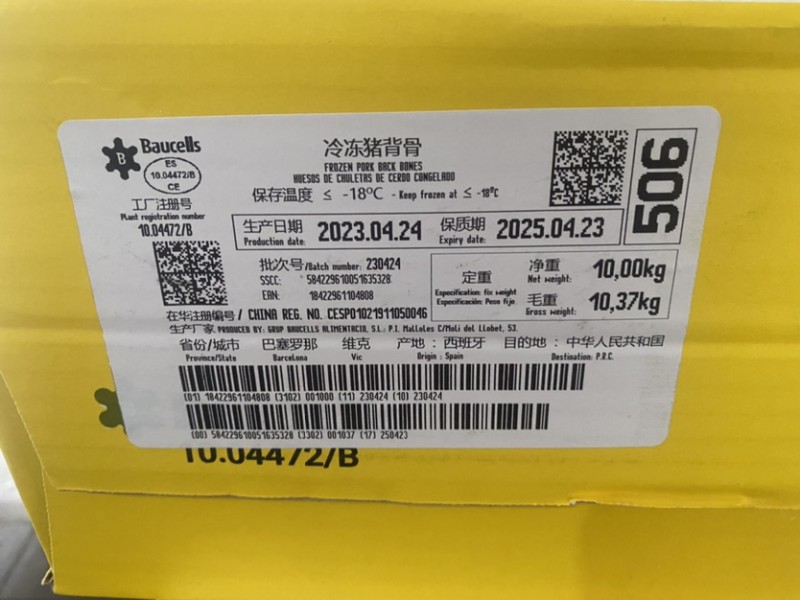 Baucells
B
ES
10.04472/B
CE
工厂注册号
Plant registration number
10.04472/B
冷冻猪背骨
FROZEN PORK BACK BONES
HUESOS DE CHULETAS DE CERDO CONGELADO
保存温度 ≤ -18ºC - Keep frozen at ≤ -18ºC
506
生产日期 2023.04.24 保质期 2025.04.23
Production date: Expiry date:
批次号/Batch number: 230424
SSCC: 584229610051635328
EAN: 18422961104808
定重
Especification: fix weight
Especificación: Peso fijo
净重 10,00kg
Net weight:
毛重 10,37kg
Gross weight:
在华注册编号/ CHINA REG. NO. CESP01021911050046
生产厂家 PRODUCED BY: GRUP BAUCELLS ALIMENTACIO, S.L.: P.I. Malloles C/Moli del Llobet, 53.
省份/城市 巴塞罗那 维克 产地: 西班牙 目的地: 中华人民共和国
Province/State Barcelona Vic Origin : Spain Destination: P.R.C.
(01) 18422961104808 (3102) 001000 (11) 230424 (10) 230424
(00) 584229610051635328 (3302) 001037 (17) 250423
10.04472/B